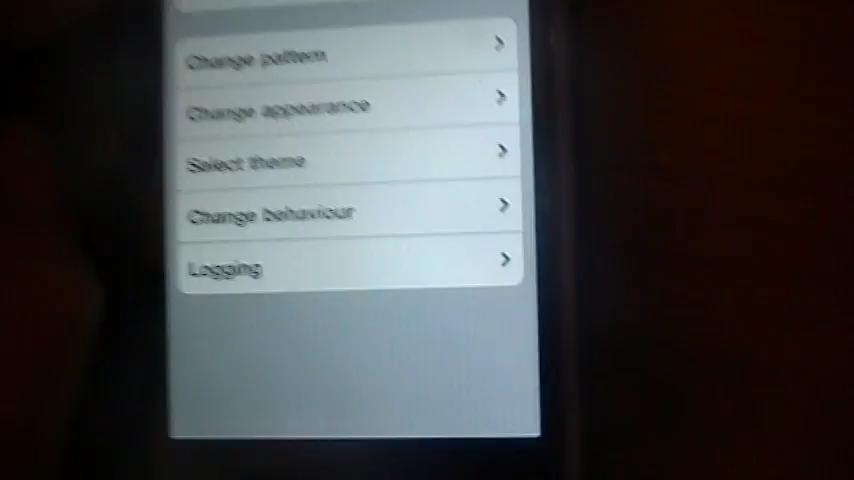 Change pattern
Change appearance
Select theme
Change behaviour
Logging